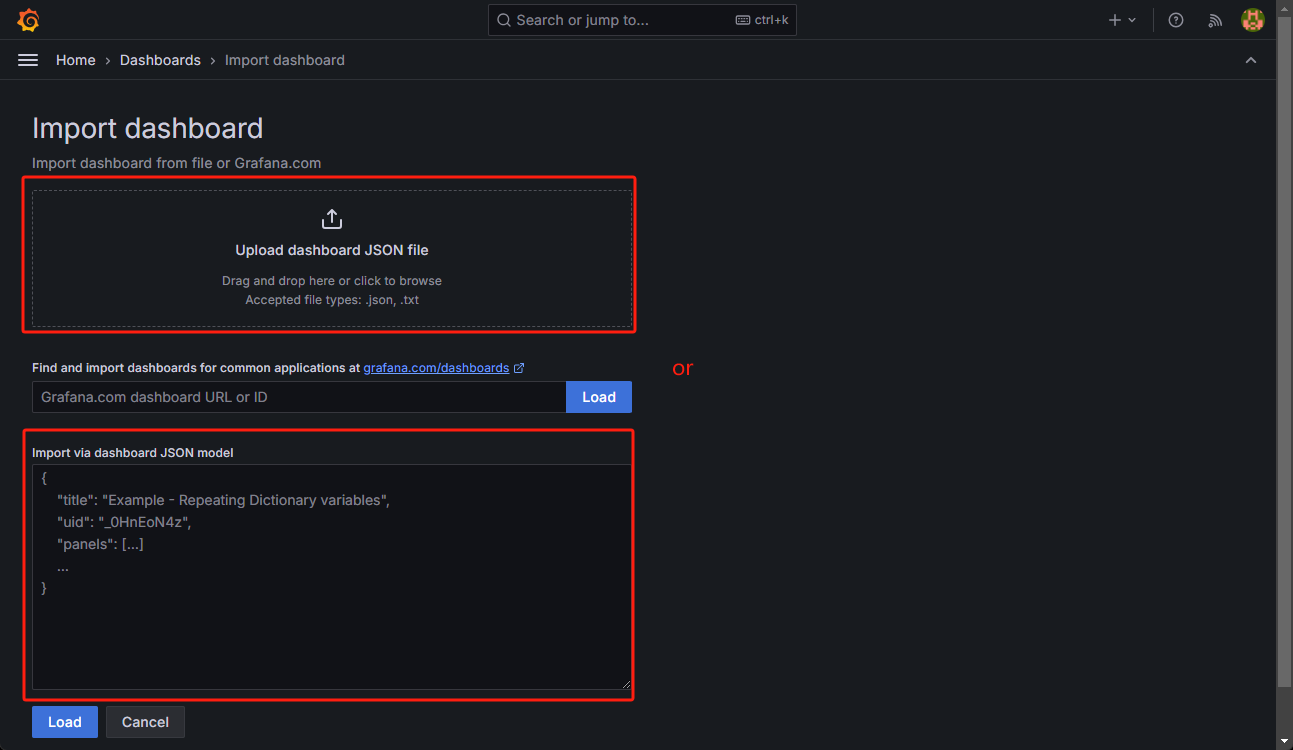 Search or jump to... ctrl+k
Home › Dashboards › Import dashboard
Import dashboard
Import dashboard from file or Grafana.com
Upload dashboard JSON file
Drag and drop here or click to browse
Accepted file types: .json, .txt
Find and import dashboards for common applications at grafana.com/dashboards
or
Grafana.com dashboard URL or ID Load
Import via dashboard JSON model
{
"title": "Example - Repeating Dictionary variables",
"uid": "_0HnEoN4z",
"panels": [...]
...
}
Load Cancel